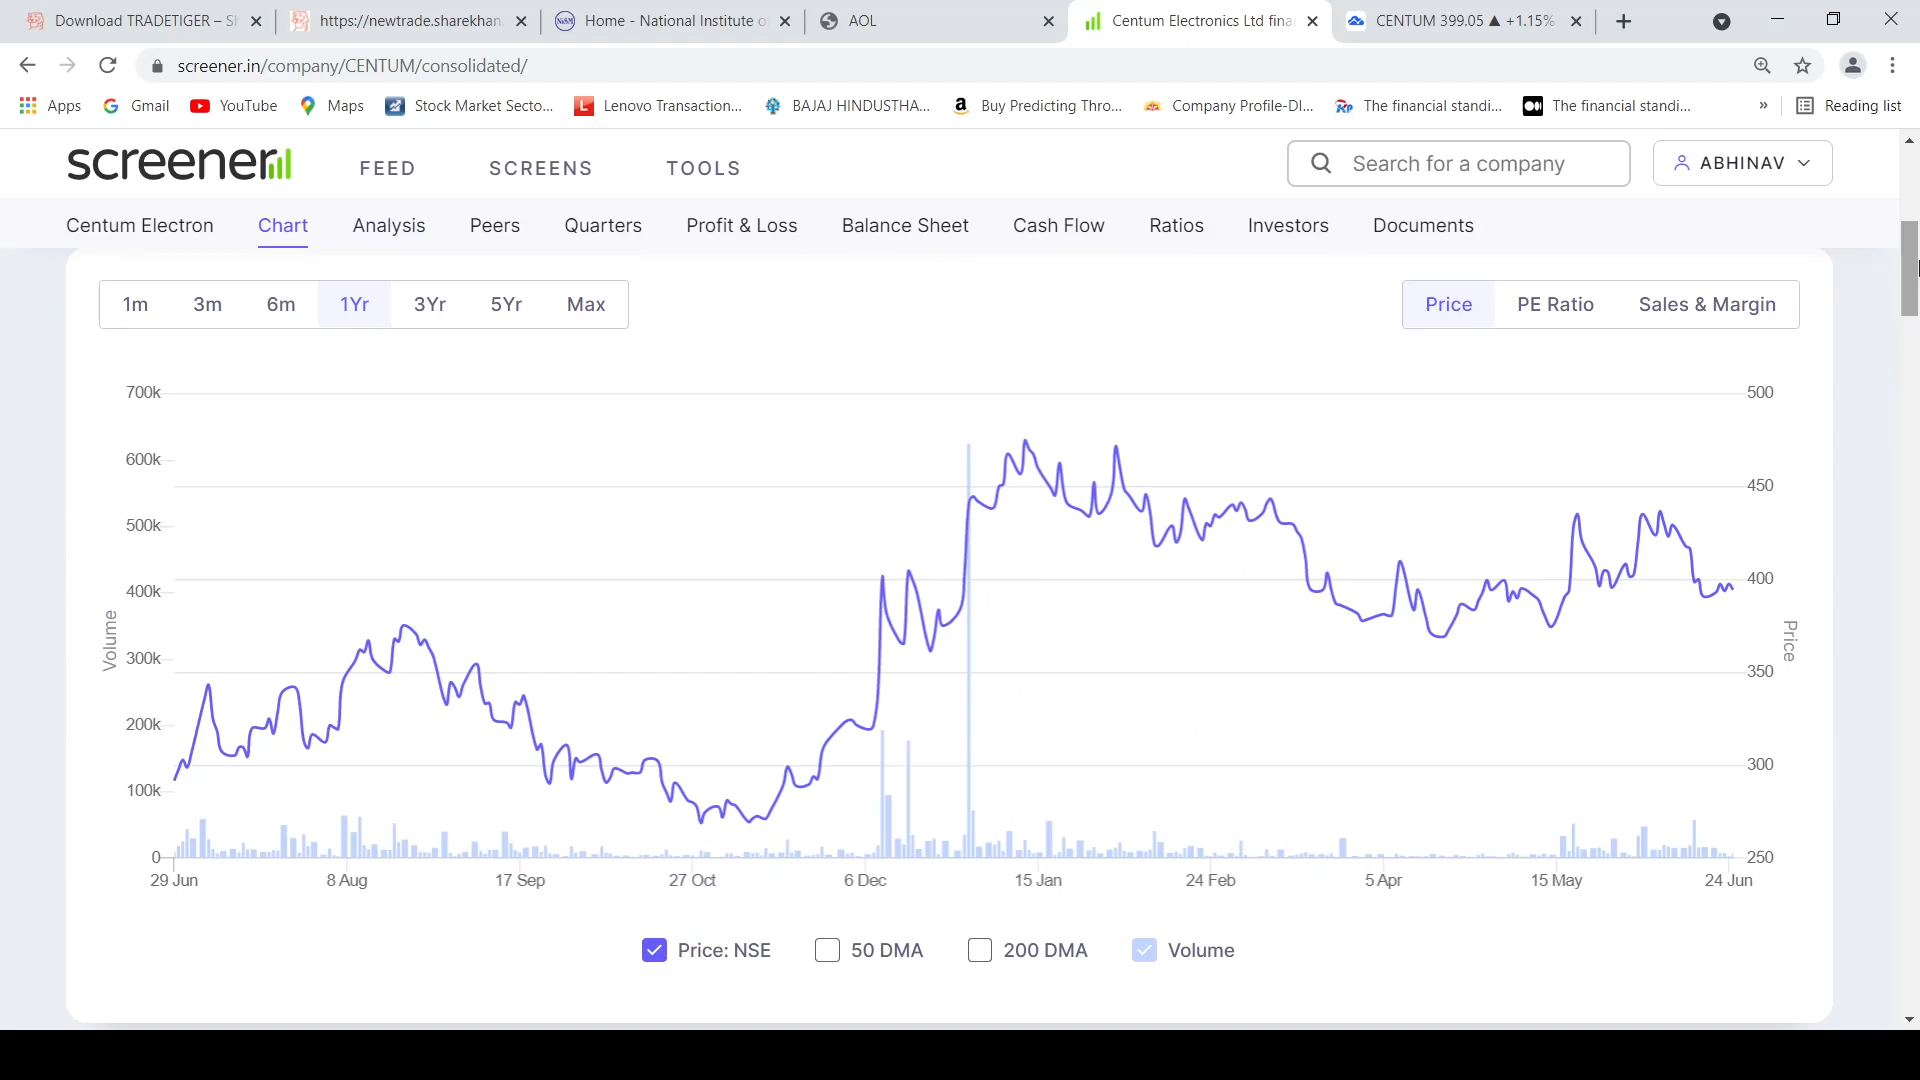 Download TRADETIGER – Sh
https://newtrade.sharekhan.
Home - National Institute o
AOL
Centum Electronics Ltd fina
CENTUM 399.05 ▲ +1.15%
screener.in/company/CENTUM/consolidated/
Apps
Gmail
YouTube
Maps
Stock Market Secto...
Lenovo Transaction...
BAJAJ HINDUSTHA...
Buy Predicting Thro...
Company Profile-DI...
The financial standi...
The financial standi...
»
Reading list
screener
FEED
SCREENS
TOOLS
Search for a company
ABHINAV
Centum Electron
Chart
Analysis
Peers
Quarters
Profit & Loss
Balance Sheet
Cash Flow
Ratios
Investors
Documents
1m
3m
6m
1Yr
3Yr
5Yr
Max
Price
PE Ratio
Sales & Margin
700k
600k
500k
400k
300k
200k
100k
0
Volume
500
450
400
350
300
250
Price
29 Jun
8 Aug
17 Sep
27 Oct
6 Dec
15 Jan
24 Feb
5 Apr
15 May
24 Jun
Price: NSE
50 DMA
200 DMA
Volume